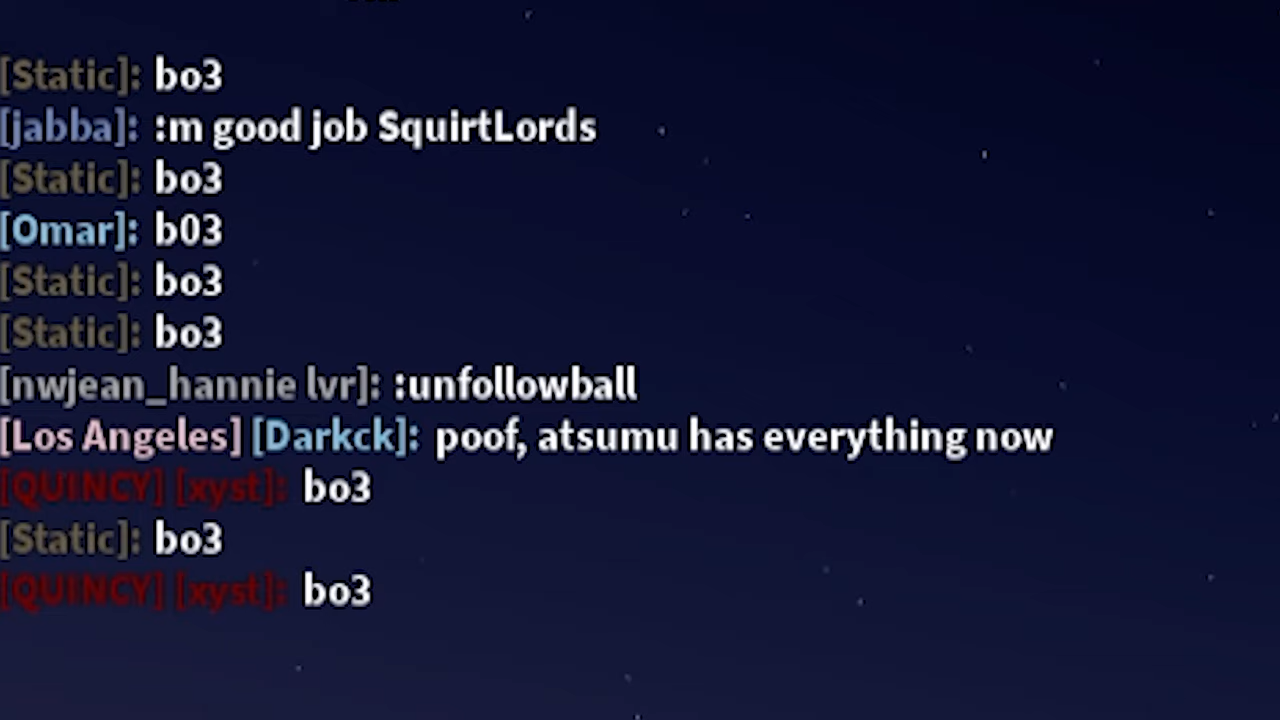 [Static]: bo3
[jabba]: :m good job SquirtLords
[Static]: bo3
[Omar]: b03
[Static]: bo3
[Static]: bo3
[nwjean_hannie lvr]: :unfollowball
[Los Angeles] [Darkck]: poof, atsumu has everything now
[QUINCY] [xyst]: bo3
[Static]: bo3
[QUINCY] [xyst]: bo3